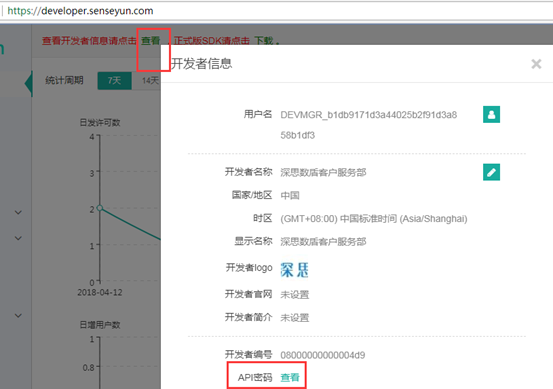 https://developer.senseyun.com
查看开发者信息请点击 查看 正式版SDK请点击 下载 。
开发者信息
统计周期 7天 14天
用户名 DEVMGR_b1db9171d3a44025b2f91d3a8
58b1df3
日发许可数
4
3
2
1
0
2018-04-12
开发者名称 深思数盾客户服务部
国家/地区 中国
时区 (GMT+08:00) 中国标准时间 (Asia/Shanghai)
显示名称 深思数盾客户服务部
开发者logo 深思
开发者官网 未设置
开发者简介 未设置
日增用户数
1
0.8
开发者编号 08000000000004d9
API密码 查看